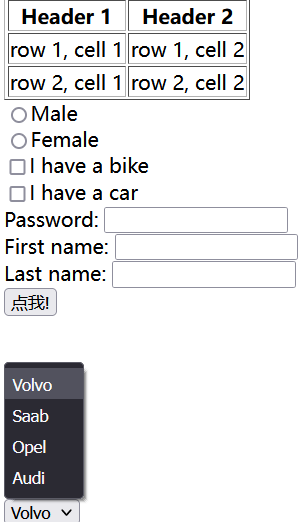 Header 1 Header 2
row 1, cell 1 row 1, cell 2
row 2, cell 1 row 2, cell 2
Male
Female
I have a bike
I have a car
Password:
First name:
Last name:
点我!
Volvo
Saab
Opel
Audi
Volvo